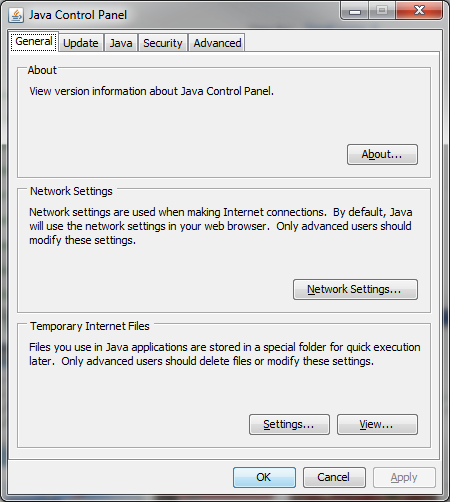 Java Control Panel
General Update Java Security Advanced
About
View version information about Java Control Panel.
About...
Network Settings
Network settings are used when making Internet connections.  By default, Java
will use the network settings in your web browser.  Only advanced users should
modify these settings.
Network Settings...
Temporary Internet Files
Files you use in Java applications are stored in a special folder for quick execution
later.  Only advanced users should delete files or modify these settings.
Settings... View...
OK Cancel Apply